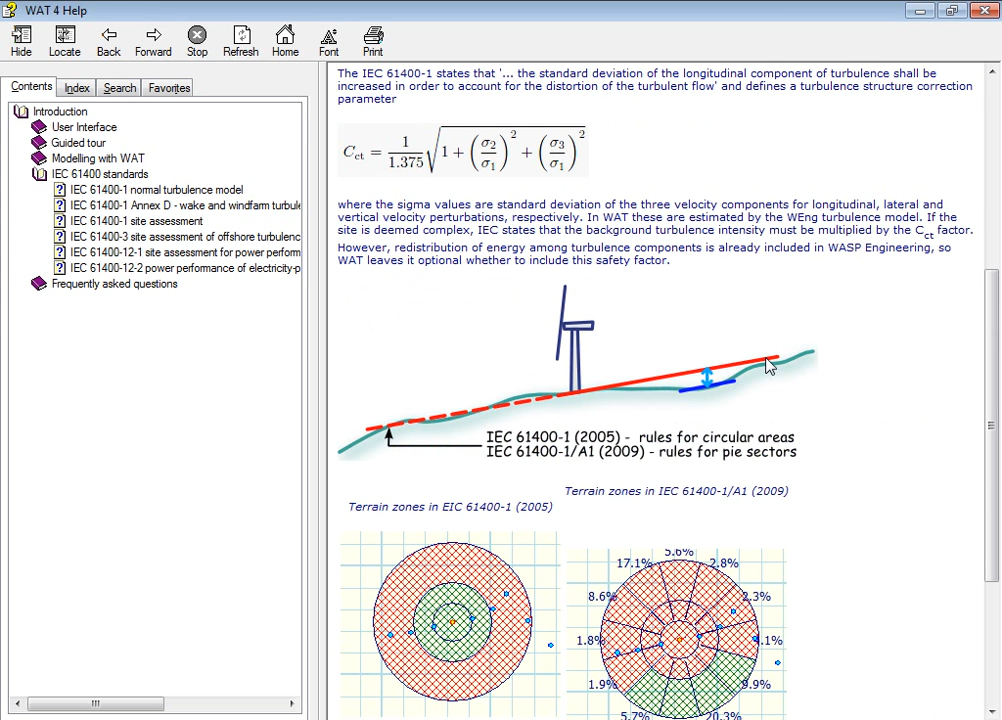 WAT 4 Help
Hide Locate Back Forward Stop Refresh Home Font Print
Contents Index Search Favorites
Introduction
User Interface
Guided tour
Modelling with WAT
IEC 61400 standards
IEC 61400-1 normal turbulence model
IEC 61400-1 Annex D - wake and windfarm turbule
IEC 61400-1 site assessment
IEC 61400-3 site assessment of offshore turbulenc
IEC 61400-12-1 site assessment for power perform
IEC 61400-12-2 power performance of electricity-p
Frequently asked questions
The IEC 61400-1 states that '... the standard deviation of the longitudinal component of turbulence shall be
increased in order to account for the distortion of the turbulent flow' and defines a turbulence structure correction
parameter
C_ct = 1/1.375 √(1 + (σ₂/σ₁)² + (σ₃/σ₁)²)
where the sigma values are standard deviation of the three velocity components for longitudinal, lateral and
vertical velocity perturbations, respectively. In WAT these are estimated by the WEng turbulence model. If the
site is deemed complex, IEC states that the background turbulence intensity must be multiplied by the C_ct factor.
However, redistribution of energy among turbulence components is already included in WASP Engineering, so
WAT leaves it optional whether to include this safety factor.
IEC 61400-1 (2005) - rules for circular areas
IEC 61400-1/A1 (2009) - rules for pie sectors
Terrain zones in IEC 61400-1/A1 (2009)
Terrain zones in EIC 61400-1 (2005)
5.6%
17.1% 2.8%
8.6% 2.3%
1.8% 4.1%
1.9% 9.9%
5.7% 20.3%